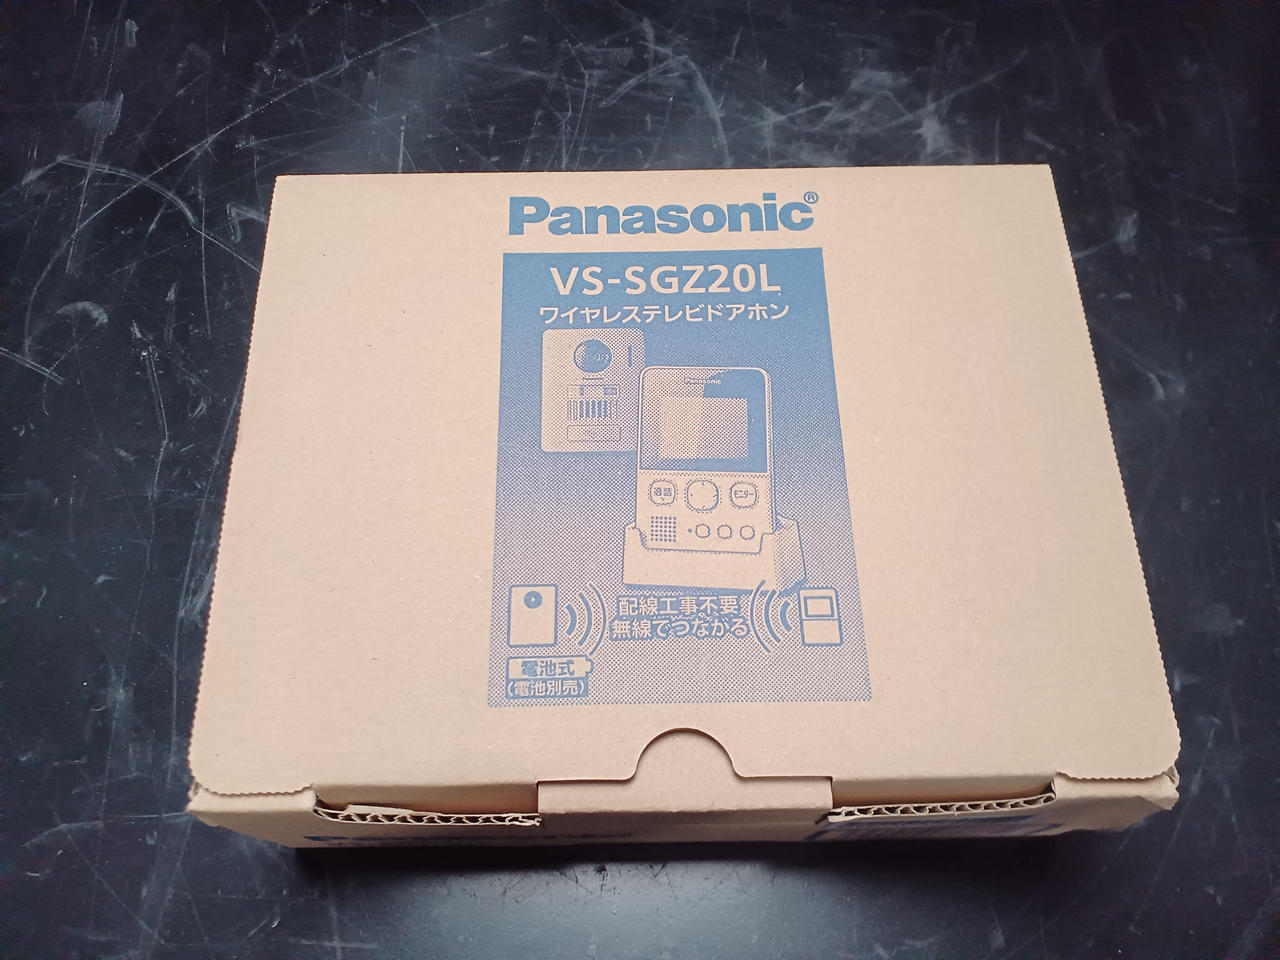 Panasonic®
VS-SGZ20L
ワイヤレステレビドアホン
Panasonic
通話
モニター
配線工事不要
無線でつながる
電池式
(電池別売)